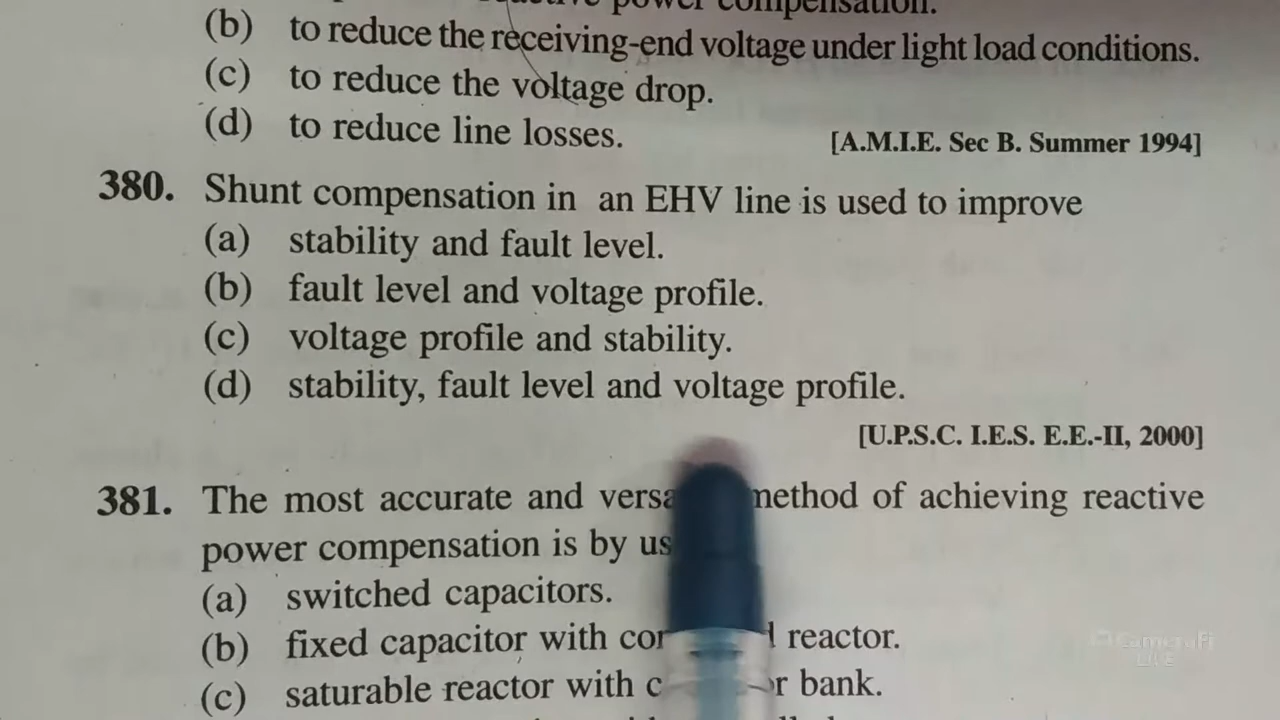 power compensation.
(b) to reduce the receiving-end voltage under light load conditions.
(c) to reduce the voltage drop.
(d) to reduce line losses. [A.M.I.E. Sec B. Summer 1994]
380. Shunt compensation in an EHV line is used to improve
(a) stability and fault level.
(b) fault level and voltage profile.
(c) voltage profile and stability.
(d) stability, fault level and voltage profile.
[U.P.S.C. I.E.S. E.E.-II, 2000]
381. The most accurate and method of achieving reactive
power compensation is by
(a) switched capacitors.
(b) fixed capacitor with reactor.
(c) saturable reactor with bank.
CameraFi
LIVE